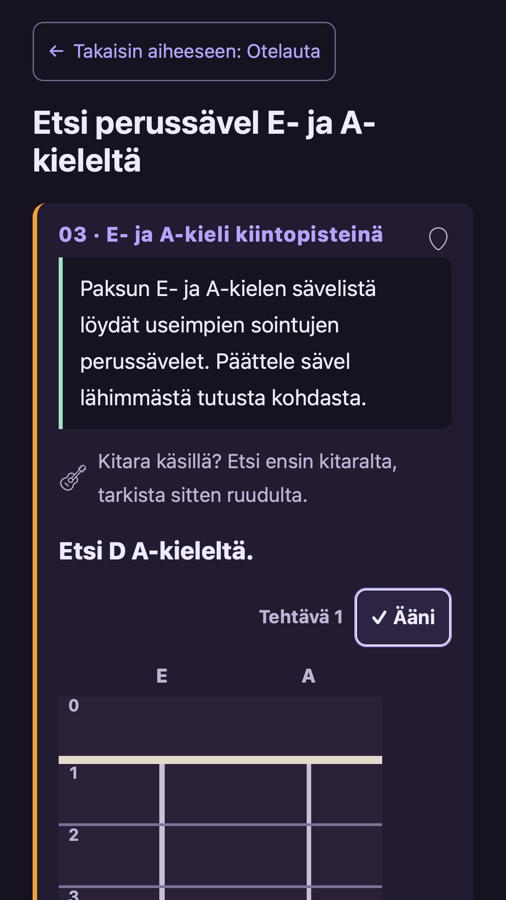 ← Takaisin aiheeseen: Otelauta
Etsi perussävel E- ja A-
kieleltä
03 · E- ja A-kieli kiintopisteinä
Paksun E- ja A-kielen sävelistä
löydät useimpien sointujen
perussävelet. Päättele sävel
lähimmästä tutusta kohdasta.
Kitara käsillä? Etsi ensin kitaralta,
tarkista sitten ruudulta.
Etsi D A-kieleltä.
Tehtävä 1
✓ Ääni
E A
0
1
2
3